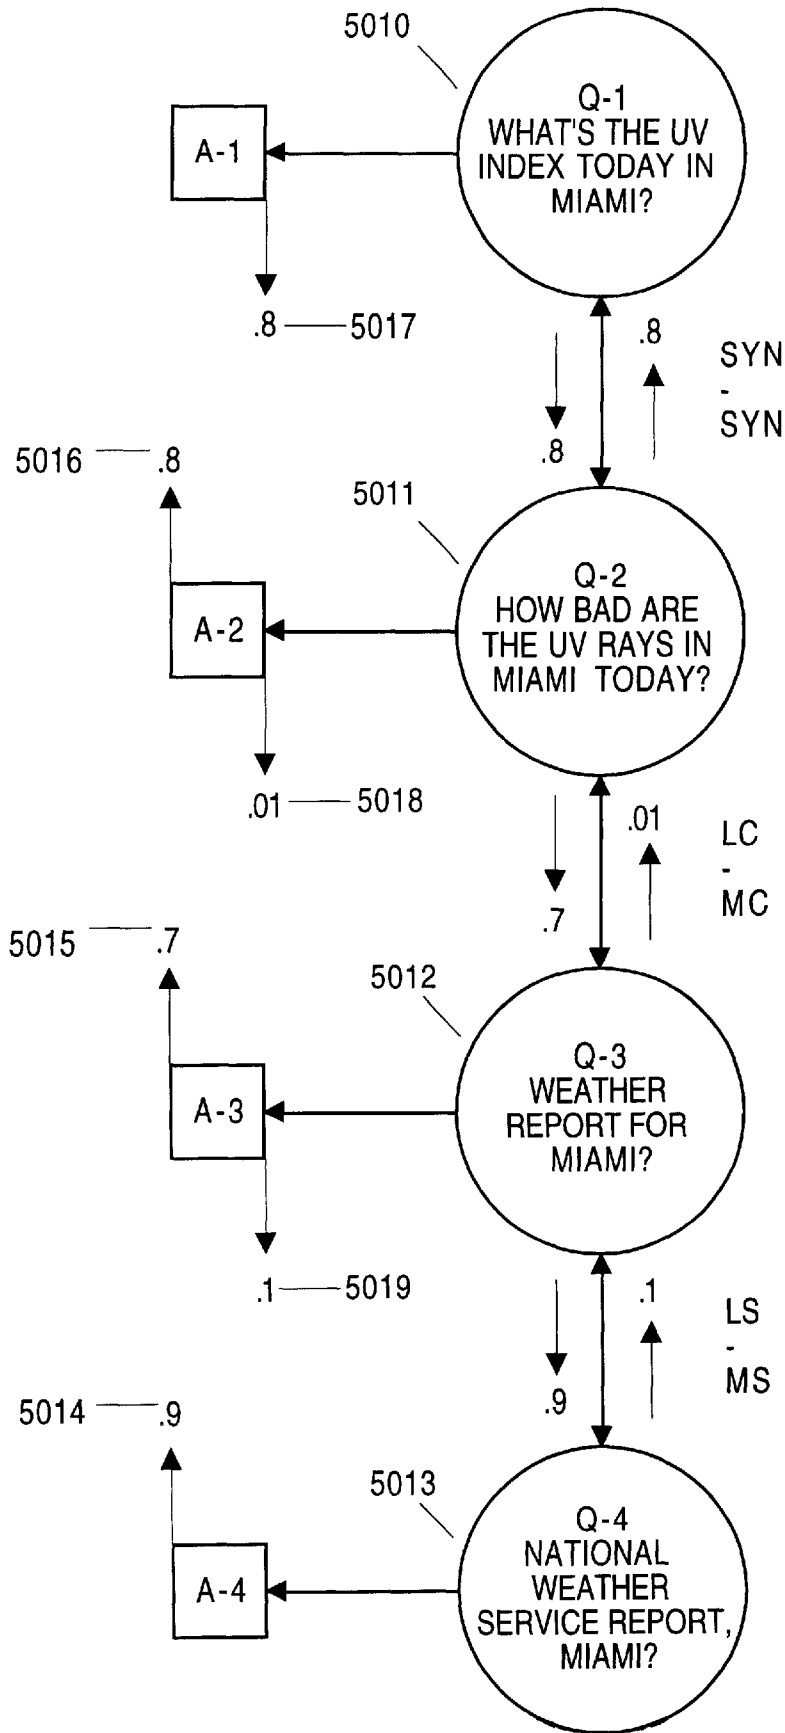 5010
Q-1
WHAT'S THE UV
INDEX TODAY IN
MIAMI?
A-1
.8 5017
.8
.8
SYN
-
SYN
5016 .8
5011
Q-2
HOW BAD ARE
THE UV RAYS IN
MIAMI TODAY?
A-2
.01 5018
.7
.01
LC
-
MC
5015 .7
5012
Q-3
WEATHER
REPORT FOR
MIAMI?
A-3
.1 5019
.9
.1
LS
-
MS
5014 .9
5013
Q-4
NATIONAL
WEATHER
SERVICE REPORT,
MIAMI?
A-4